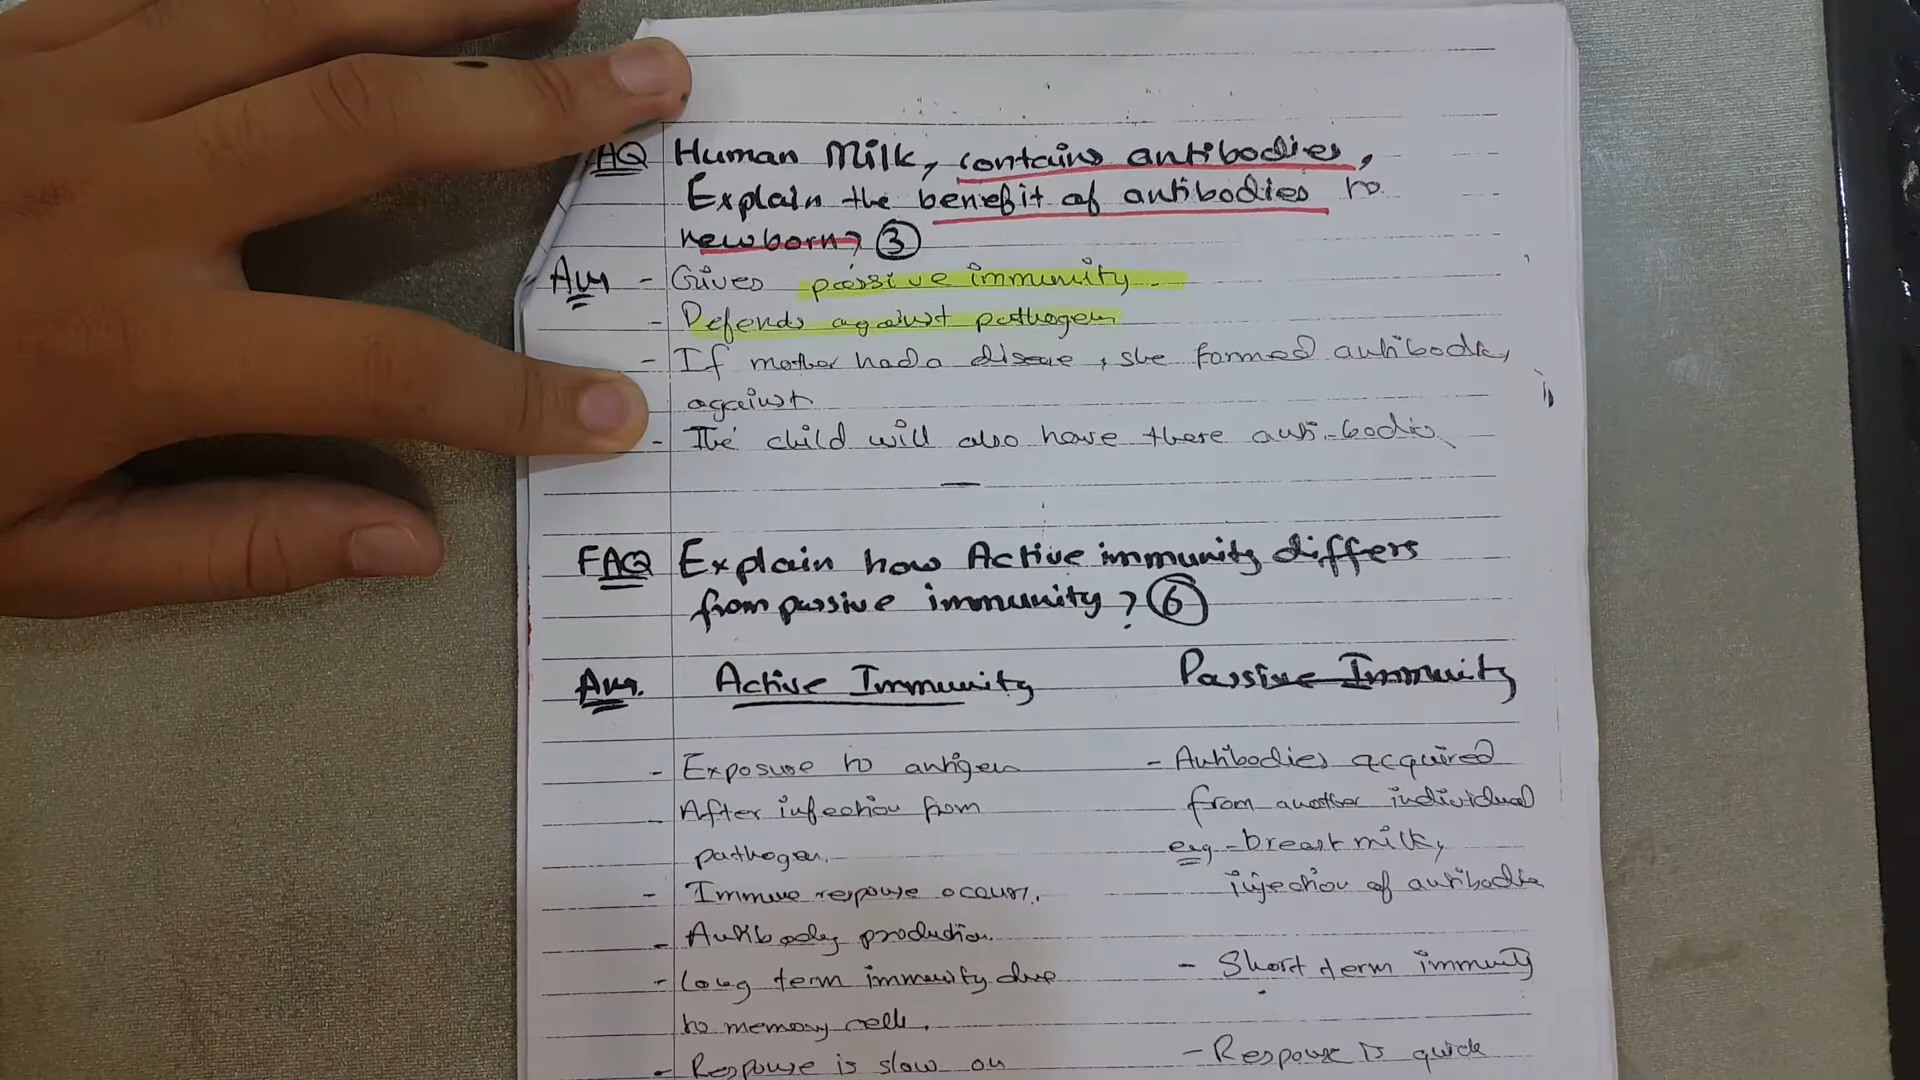 AQ Human Milk, contains antibodies,
Explain the benefit of antibodies to
newborn? 3
Ans - Gives passive immunity.
- Defends against pathogen
- If mother had a disease, she formed antibodies,
against
- The child will also have there anti-bodies
FAQ Explain how Active immunity differs
from passive immunity? 6
Ans. Active Immunity Passive Immunity
- Exposure to antigen - Antibodies acquired
- After infection from from another individual
pathogen. eg - breast milk,
- Immune response occurs. injection of antibodies
- Antibody production.
- Long term immunity due - Short term immunity
to memory cells.
- Response is slow on - Response is quick